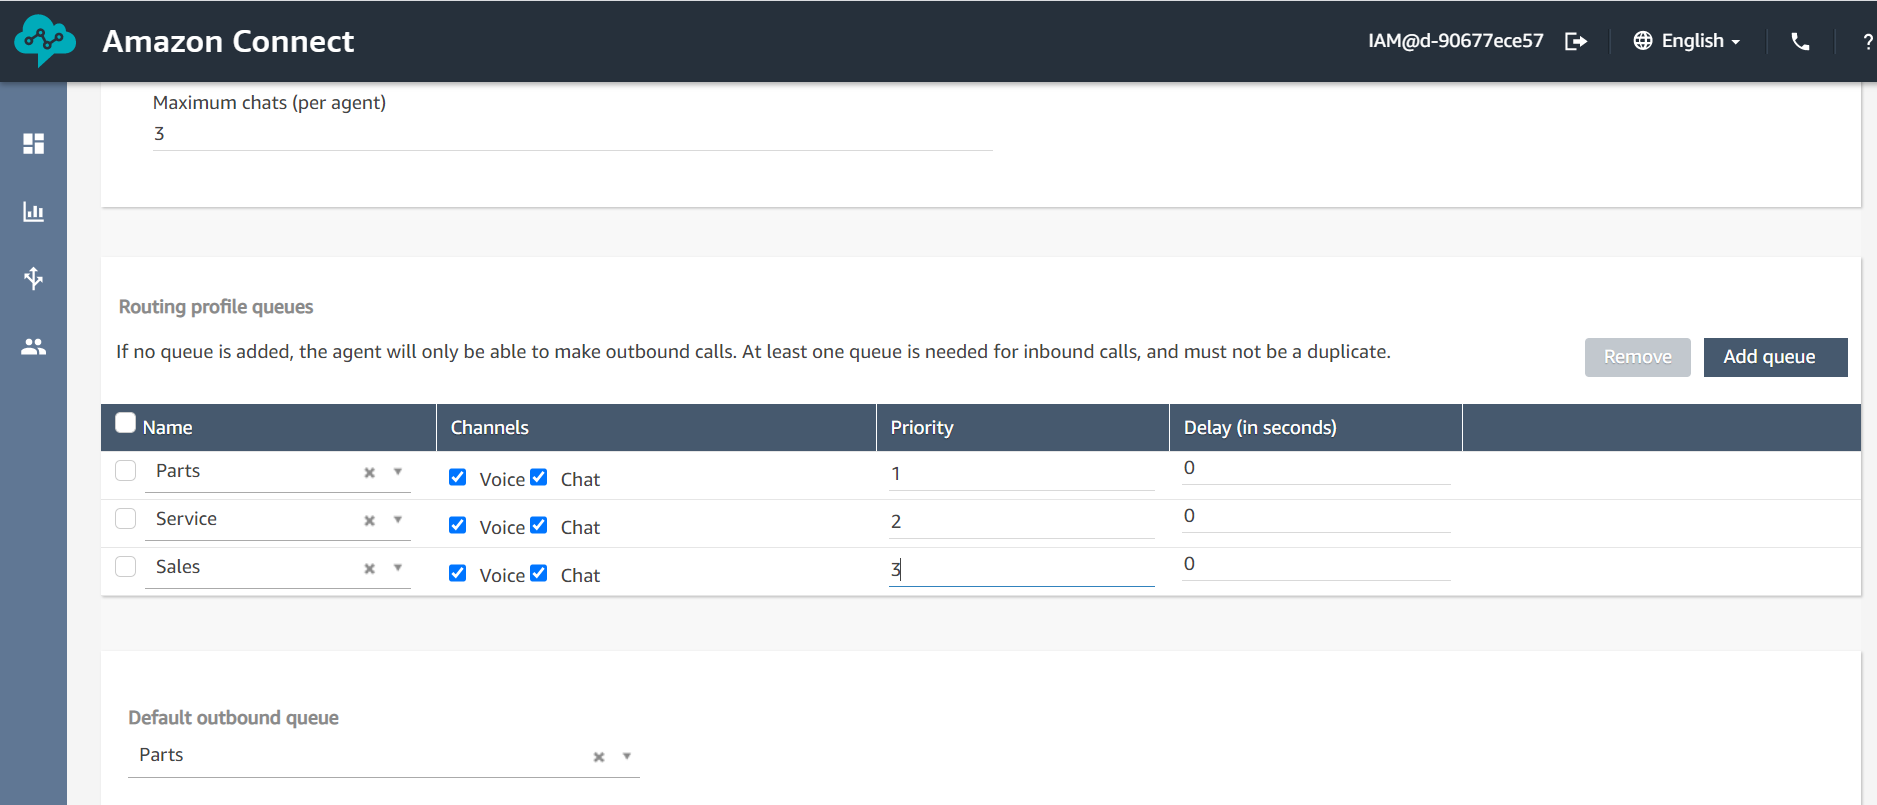 Amazon Connect
IAM@d-90677ece57
English
?
Maximum chats (per agent)
3
Routing profile queues
If no queue is added, the agent will only be able to make outbound calls. At least one queue is needed for inbound calls, and must not be a duplicate.
Remove
Add queue
Name Channels Priority Delay (in seconds)
Parts Voice Chat 1 0
Service Voice Chat 2 0
Sales Voice Chat 3 0
Default outbound queue
Parts